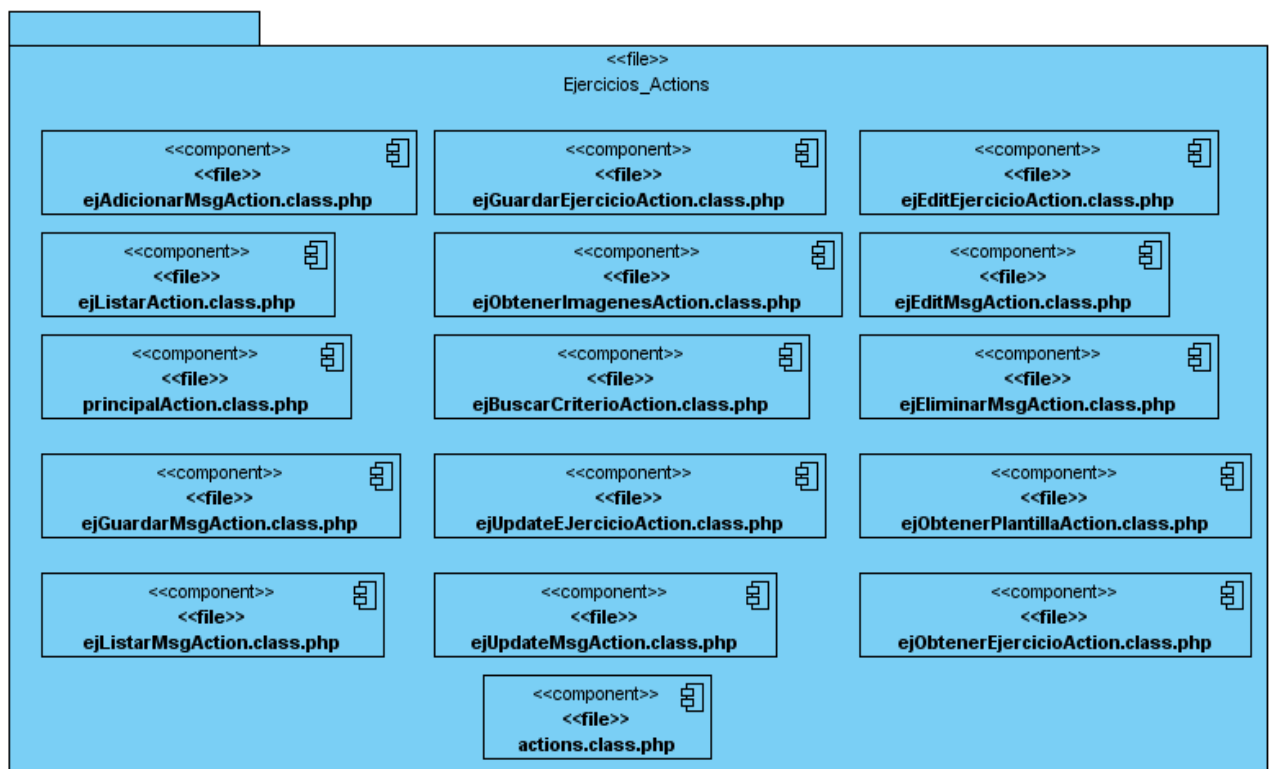 <<file>>
Ejercicios_Actions
<<component>>
<<file>>
ejAdicionarMsgAction.class.php
<<component>>
<<file>>
ejGuardarEjercicioAction.class.php
<<component>>
<<file>>
ejEditEjercicioAction.class.php
<<component>>
<<file>>
ejListarAction.class.php
<<component>>
<<file>>
ejObtenerImagenesAction.class.php
<<component>>
<<file>>
ejEditMsgAction.class.php
<<component>>
<<file>>
principalAction.class.php
<<component>>
<<file>>
ejBuscarCriterioAction.class.php
<<component>>
<<file>>
ejEliminarMsgAction.class.php
<<component>>
<<file>>
ejGuardarMsgAction.class.php
<<component>>
<<file>>
ejUpdateEJercicioAction.class.php
<<component>>
<<file>>
ejObtenerPlantillaAction.class.php
<<component>>
<<file>>
ejListarMsgAction.class.php
<<component>>
<<file>>
ejUpdateMsgAction.class.php
<<component>>
<<file>>
ejObtenerEjercicioAction.class.php
<<component>>
<<file>>
actions.class.php